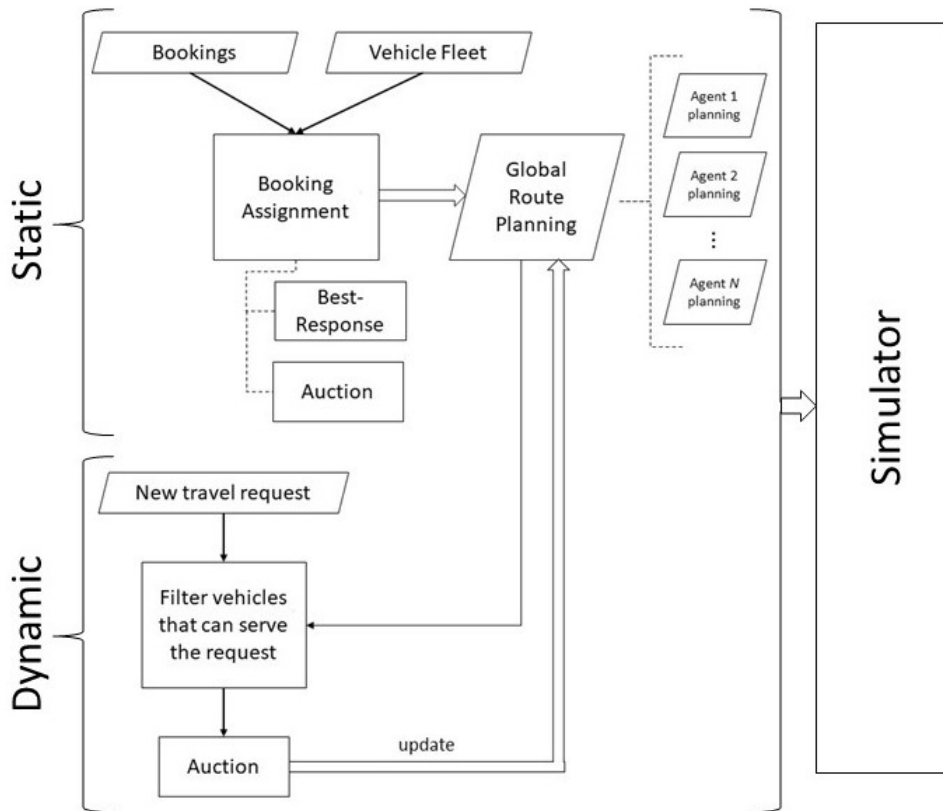 Static
Bookings
Vehicle Fleet
Booking
Assignment
Global
Route
Planning
Agent 1
planning
Agent 2
planning
...
Agent N
planning
Best-
Response
Auction
Simulator
Dynamic
New travel request
Filter vehicles
that can serve
the request
Auction
update